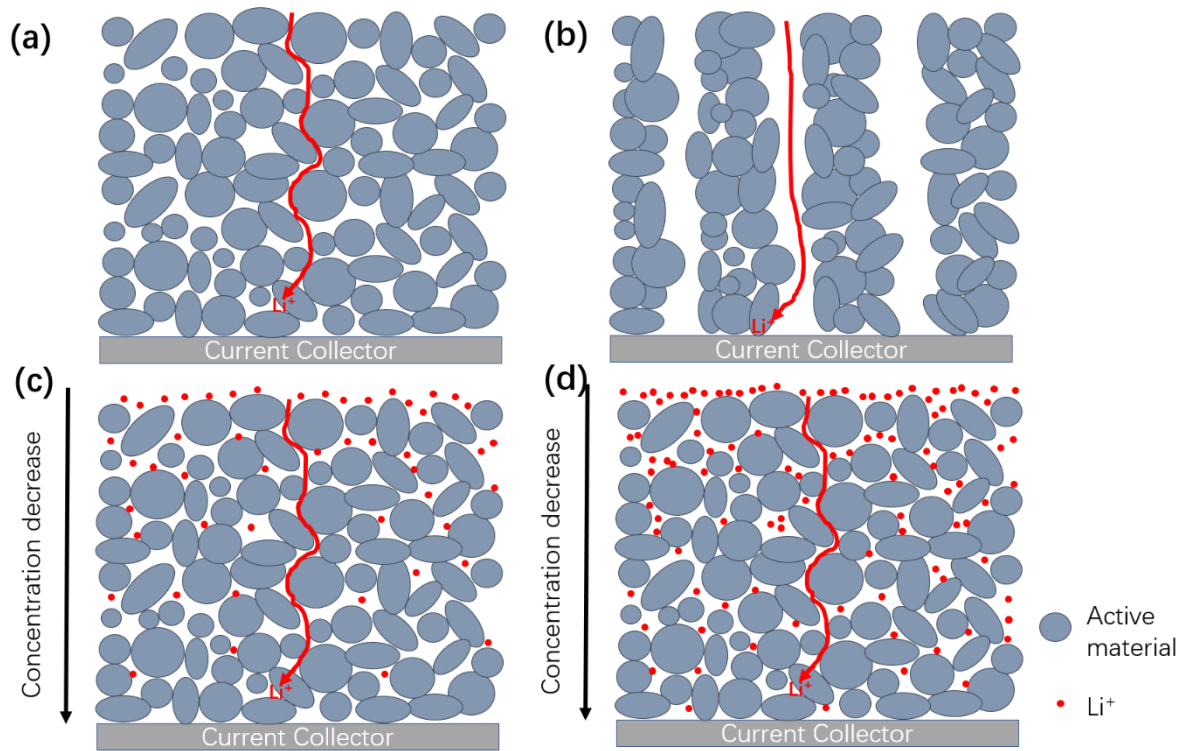 (a)
Li⁺
Current Collector
(b)
Li⁺
Current Collector
(c)
Concentration decrease
Li⁺
Current Collector
(d)
Concentration decrease
Li⁺
Current Collector
Active
material
Li⁺